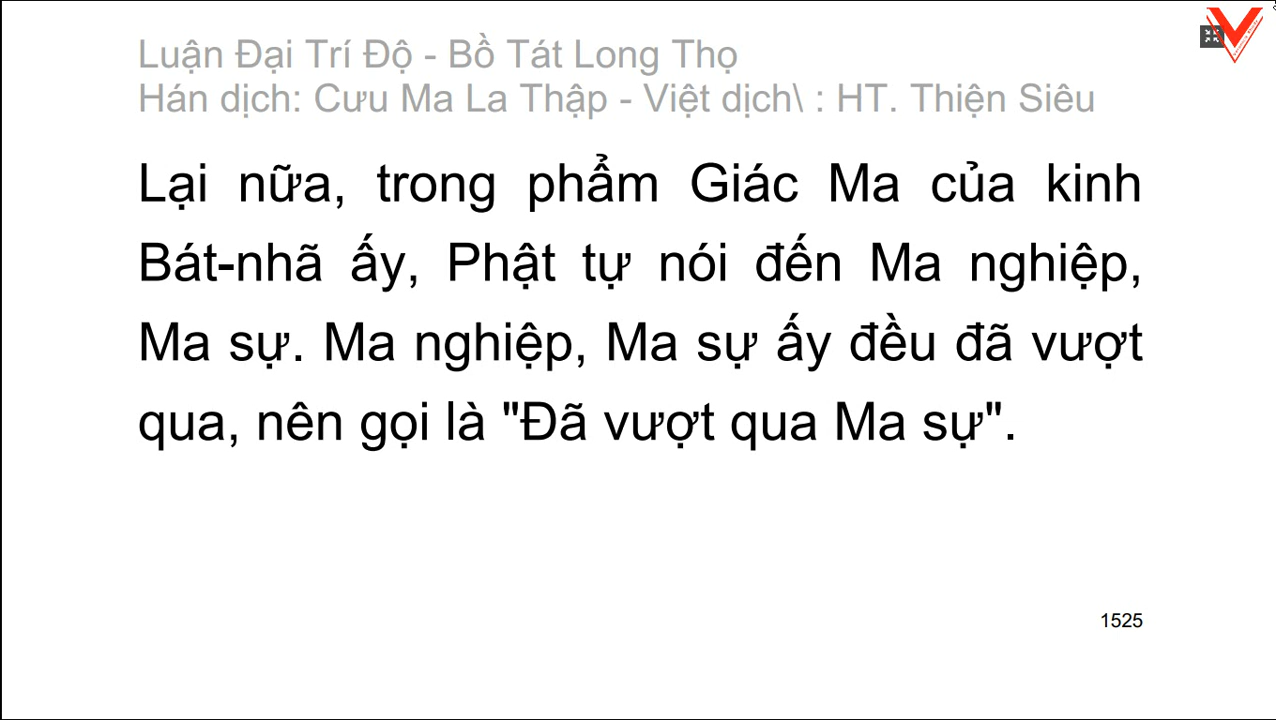 Luận Đại Trí Độ - Bồ Tát Long Thọ
Hán dịch: Cưu Ma La Thập - Việt dịch\ : HT. Thiện Siêu
Lại nữa, trong phẩm Giác Ma của kinh
Bát-nhã ấy, Phật tự nói đến Ma nghiệp,
Ma sự. Ma nghiệp, Ma sự ấy đều đã vượt
qua, nên gọi là "Đã vượt qua Ma sự".
1525